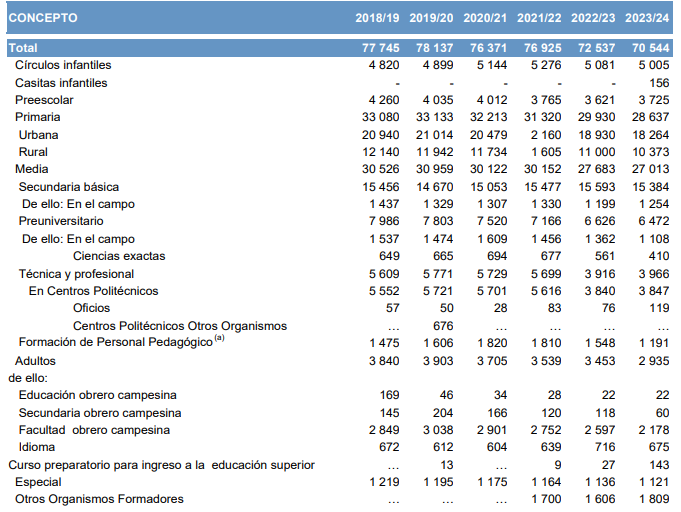 CONCEPTO 2018/19 2019/20 2020/21 2021/22 2022/23 2023/24
Total 77 745 78 137 76 371 76 925 72 537 70 544
Círculos infantiles 4 820 4 899 5 144 5 276 5 081 5 005
Casitas infantiles - - - - - 156
Preescolar 4 260 4 035 4 012 3 765 3 621 3 725
Primaria 33 080 33 133 32 213 31 320 29 930 28 637
Urbana 20 940 21 014 20 479 2 160 18 930 18 264
Rural 12 140 11 942 11 734 1 605 11 000 10 373
Media 30 526 30 959 30 122 30 152 27 683 27 013
Secundaria básica 15 456 14 670 15 053 15 477 15 593 15 384
De ello: En el campo 1 437 1 329 1 307 1 330 1 199 1 254
Preuniversitario 7 986 7 803 7 520 7 166 6 626 6 472
De ello: En el campo 1 537 1 474 1 609 1 456 1 362 1 108
Ciencias exactas 649 665 694 677 561 410
Técnica y profesional 5 609 5 771 5 729 5 699 3 916 3 966
En Centros Politécnicos 5 552 5 721 5 701 5 616 3 840 3 847
Oficios 57 50 28 83 76 119
Centros Politécnicos Otros Organismos … 676 … … … …
Formación de Personal Pedagógico (a) 1 475 1 606 1 820 1 810 1 548 1 191
Adultos 3 840 3 903 3 705 3 539 3 453 2 935
de ello:
Educación obrero campesina 169 46 34 28 22 22
Secundaria obrero campesina 145 204 166 120 118 60
Facultad obrero campesina 2 849 3 038 2 901 2 752 2 597 2 178
Idioma 672 612 604 639 716 675
Curso preparatorio para ingreso a la educación superior … 13 … 9 27 143
Especial 1 219 1 195 1 175 1 164 1 136 1 121
Otros Organismos Formadores … … … 1 700 1 606 1 809